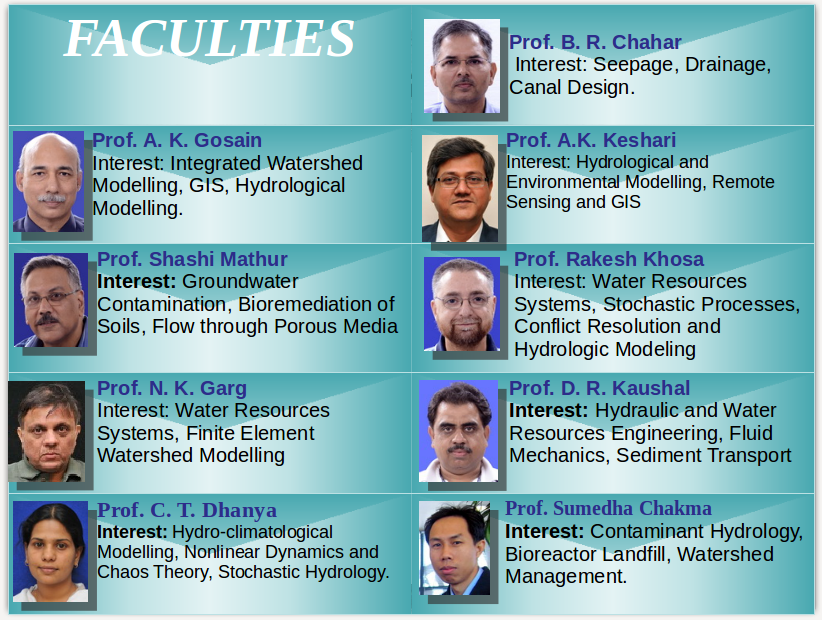 FACULTIES
Prof. B. R. Chahar
Interest: Seepage, Drainage,
Canal Design.
Prof. A. K. Gosain
Interest: Integrated Watershed
Modelling, GIS, Hydrological
Modelling.
Prof. A.K. Keshari
Interest: Hydrological and
Environmental Modelling, Remote
Sensing and GIS
Prof. Shashi Mathur
Interest: Groundwater
Contamination, Bioremediation of
Soils, Flow through Porous Media
Prof. Rakesh Khosa
Interest: Water Resources
Systems, Stochastic Processes,
Conflict Resolution and
Hydrologic Modeling
Prof. N. K. Garg
Interest: Water Resources
Systems, Finite Element
Watershed Modelling
Prof. D. R. Kaushal
Interest: Hydraulic and Water
Resources Engineering, Fluid
Mechanics, Sediment Transport
Prof. C. T. Dhanya
Interest: Hydro-climatological
Modelling, Nonlinear Dynamics and
Chaos Theory, Stochastic Hydrology.
Prof. Sumedha Chakma
Interest: Contaminant Hydrology,
Bioreactor Landfill, Watershed
Management.